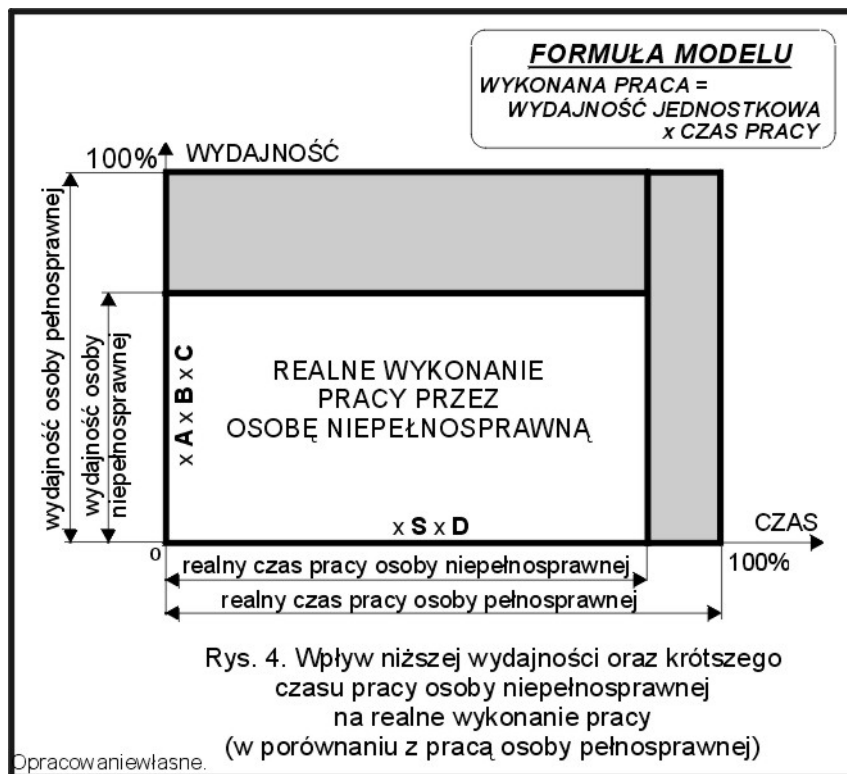 FORMUŁA MODELU
WYKONANA PRACA =
WYDAJNOŚĆ JEDNOSTKOWA
x CZAS PRACY
100%
WYDAJNOŚĆ
wydajność osoby pełnosprawnej
wydajność osoby
niepełnosprawnej
x A x B x C
REALNE WYKONANIE
PRACY PRZEZ
OSOBĘ NIEPEŁNOSPRAWNĄ
x S x D
CZAS
0
100%
realny czas pracy osoby niepełnosprawnej
realny czas pracy osoby pełnosprawnej
Rys. 4. Wpływ niższej wydajności oraz krótszego
czasu pracy osoby niepełnosprawnej
na realne wykonanie pracy
(w porównaniu z pracą osoby pełnosprawnej)
Opracowaniewłasne.